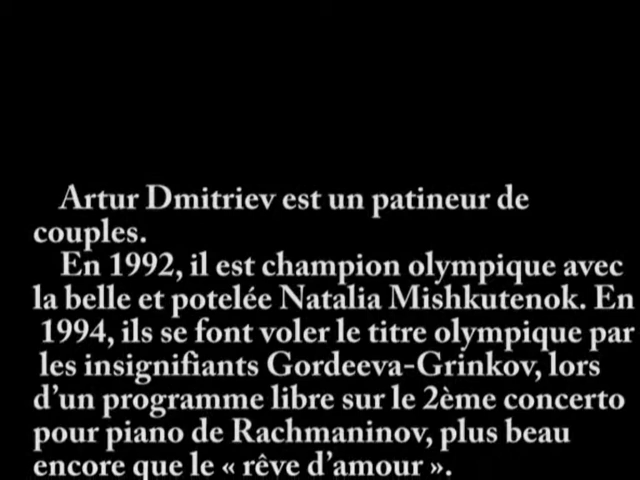 Artur Dmitriev est un patineur de
couples.
En 1992, il est champion olympique avec
la belle et potelée Natalia Mishkutenok. En
1994, ils se font voler le titre olympique par
les insignifiants Gordeeva-Grinkov, lors
d'un programme libre sur le 2ème concerto
pour piano de Rachmaninov, plus beau
encore que le « rêve d'amour ».